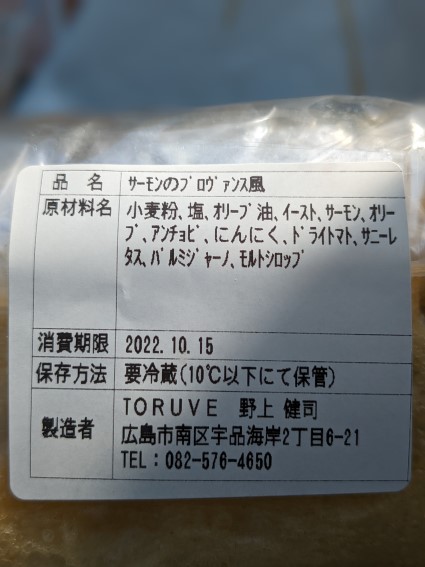 品 名 ｻｰﾓﾝのﾌﾟﾛｳﾞｧﾝｽ風
原材料名 小麦粉､塩､ｵﾘｰﾌﾞ油､ｲｰｽﾄ､ｻｰﾓﾝ､ｵﾘｰ
ﾌﾞ､ｱﾝﾁｮﾋﾞ､にんにく､ﾄﾞﾗｲﾄﾏﾄ､ｻﾆｰﾚ
ﾀｽ､ﾊﾟﾙﾐｼﾞｬｰﾉ､ﾓﾙﾄｼﾛｯﾌﾟ
消費期限 2022.10.15
保存方法 要冷蔵(10℃以下にて保管)
製造者 TORUVE 野上 健司
広島市南区宇品海岸2丁目6-21
TEL:082-576-4650